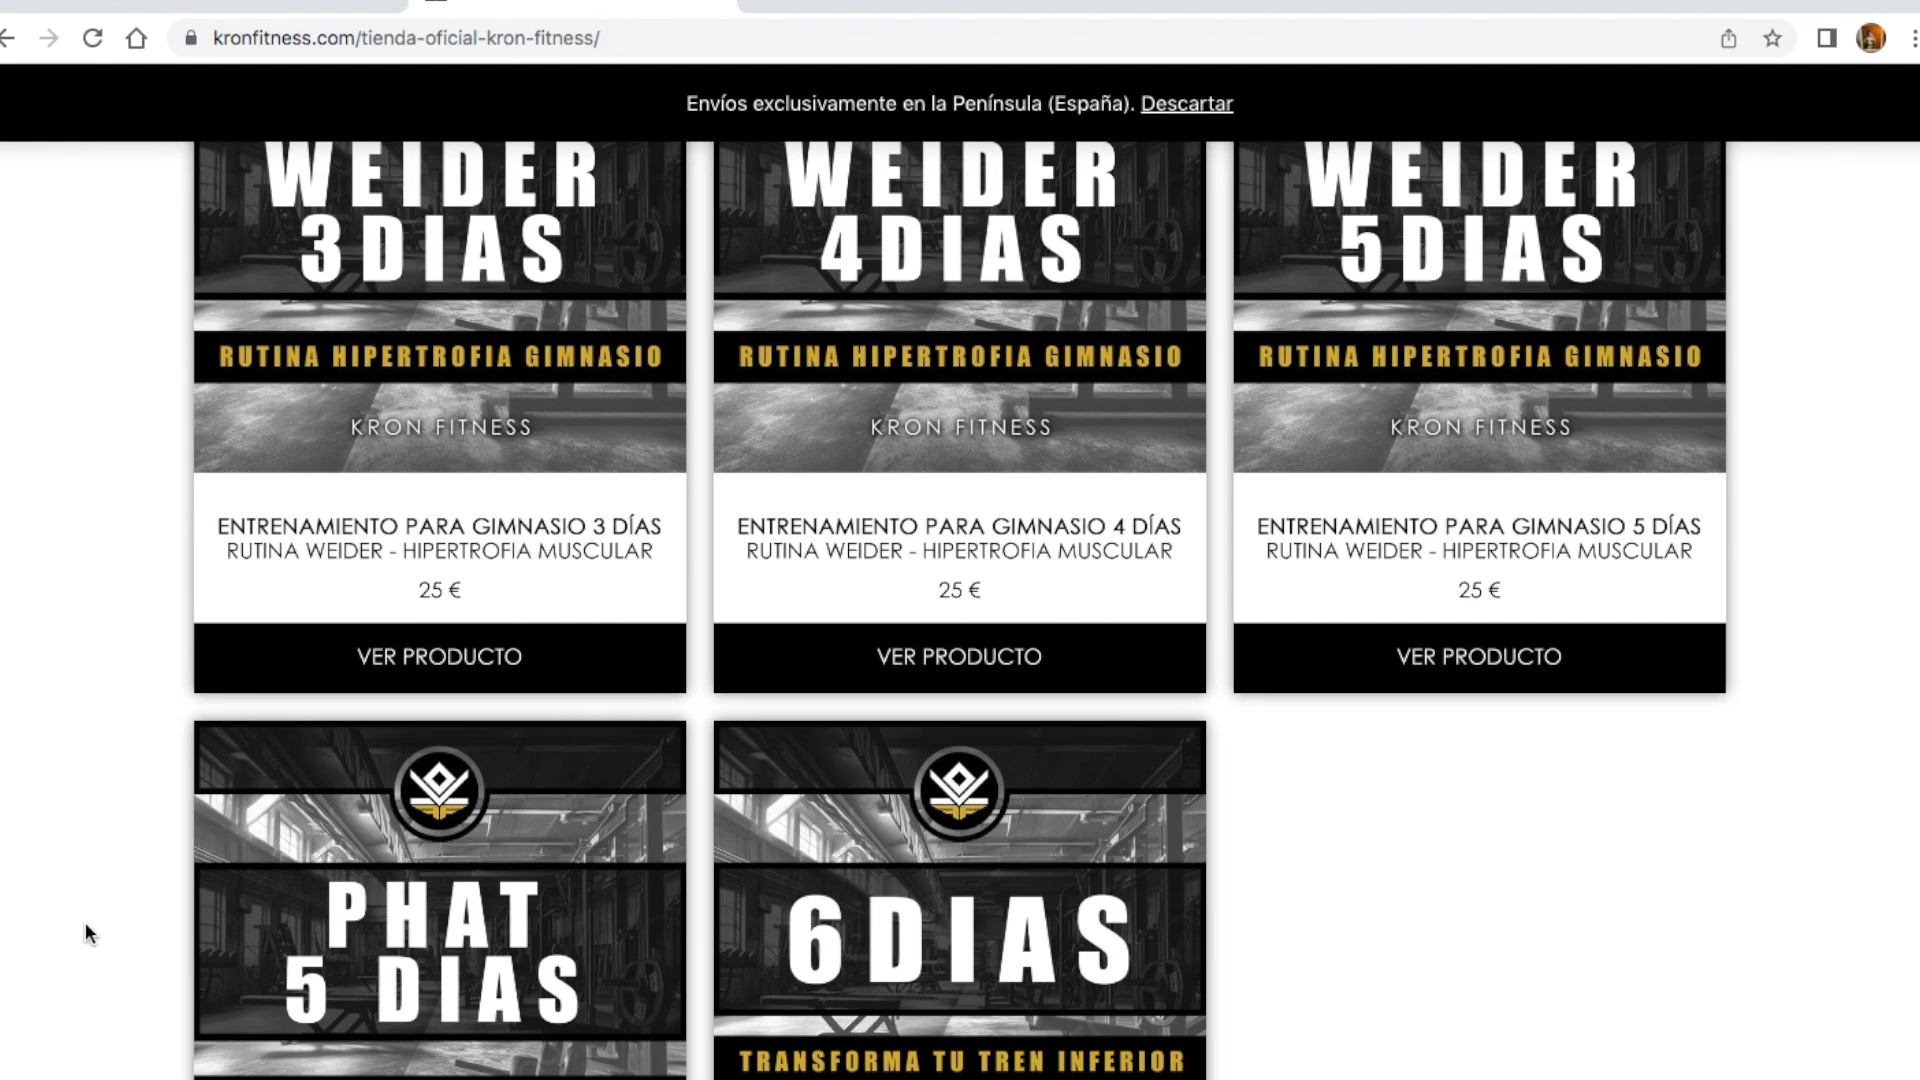 kronfitness.com/tienda-oficial-kron-fitness/
Envíos exclusivamente en la Península (España). Descartar
WEIDER
3 DIAS
RUTINA HIPERTROFIA GIMNASIO
KRON FITNESS
ENTRENAMIENTO PARA GIMNASIO 3 DÍAS
RUTINA WEIDER - HIPERTROFIA MUSCULAR
25 €
VER PRODUCTO
WEIDER
4 DIAS
RUTINA HIPERTROFIA GIMNASIO
KRON FITNESS
ENTRENAMIENTO PARA GIMNASIO 4 DÍAS
RUTINA WEIDER - HIPERTROFIA MUSCULAR
25 €
VER PRODUCTO
WEIDER
5 DIAS
RUTINA HIPERTROFIA GIMNASIO
KRON FITNESS
ENTRENAMIENTO PARA GIMNASIO 5 DÍAS
RUTINA WEIDER - HIPERTROFIA MUSCULAR
25 €
VER PRODUCTO
PHAT
5 DIAS
6 DIAS
TRANSFORMA TU TREN INFERIOR